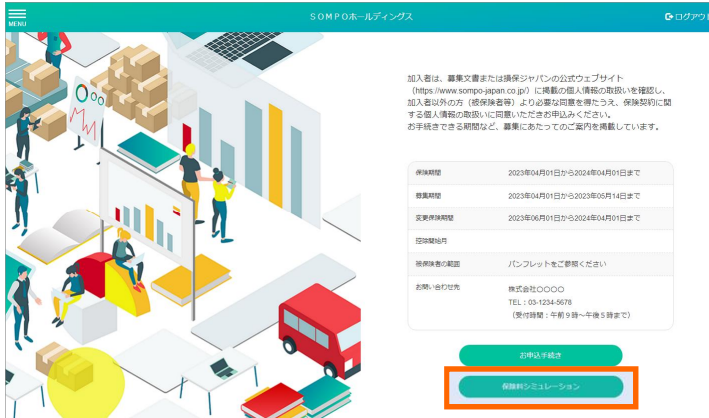 MENU
SOMPOホールディングス
ログアウト
加入者は、募集文書または損保ジャパンの公式ウェブサイト
（https://www.sompo-japan.co.jp/）に掲載の個人情報の取扱いを確認し、
加入者以外の方（被保険者等）より必要な同意を得たうえ、保険契約に関
する個人情報の取扱いに同意いただきお申込みください。
お手続きできる期間など、募集にあたってのご案内を掲載しています。
保険期間 2023年04月01日から2024年04月01日まで
募集期間 2023年04月01日から2023年05月14日まで
変更保険期間 2023年06月01日から2024年04月01日まで
控除開始月
被保険者の範囲 パンフレットをご参照ください
お問い合わせ先 株式会社〇〇〇〇
TEL：03-1234-5678
（受付時間：午前９時～午後５時まで）
お申込手続き
保険料シミュレーション